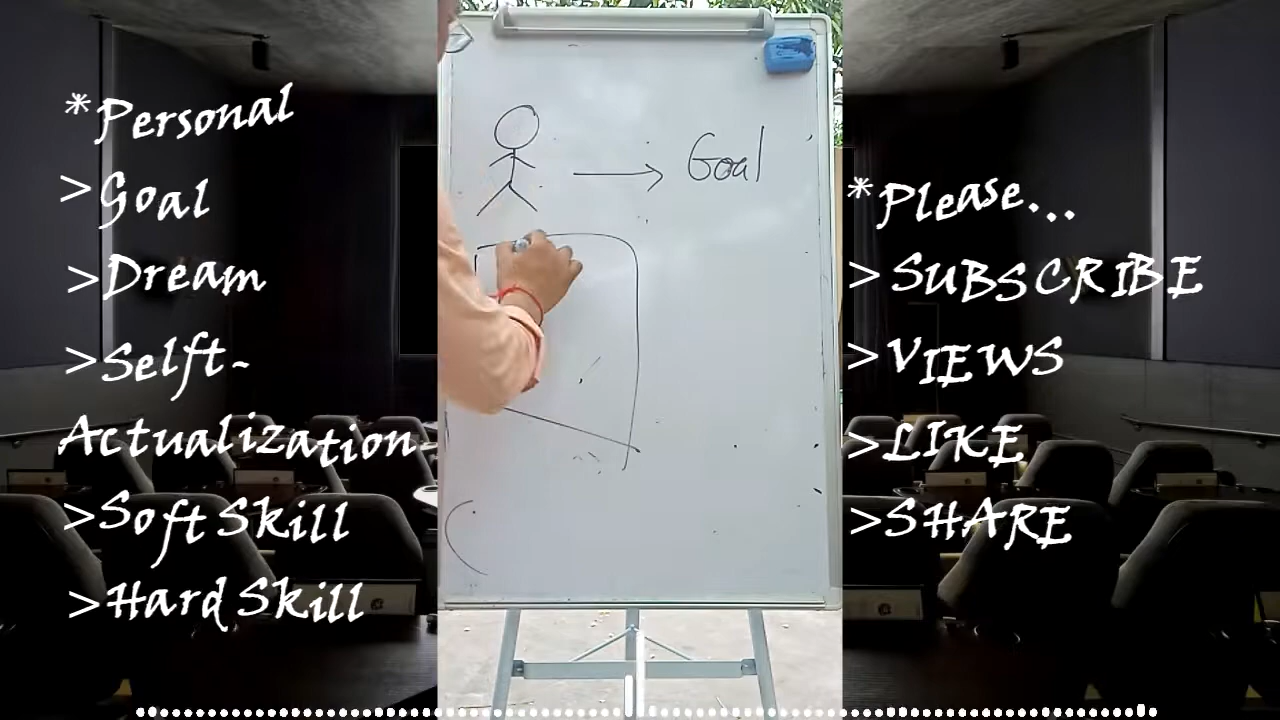 *Personal
>Goal
>Dream
>Selft-
Actualization-
>Soft Skill
>Hard Skill
Goal
*Please...
>SUBSCRIBE
>VIEWS
>LIKE
>SHARE